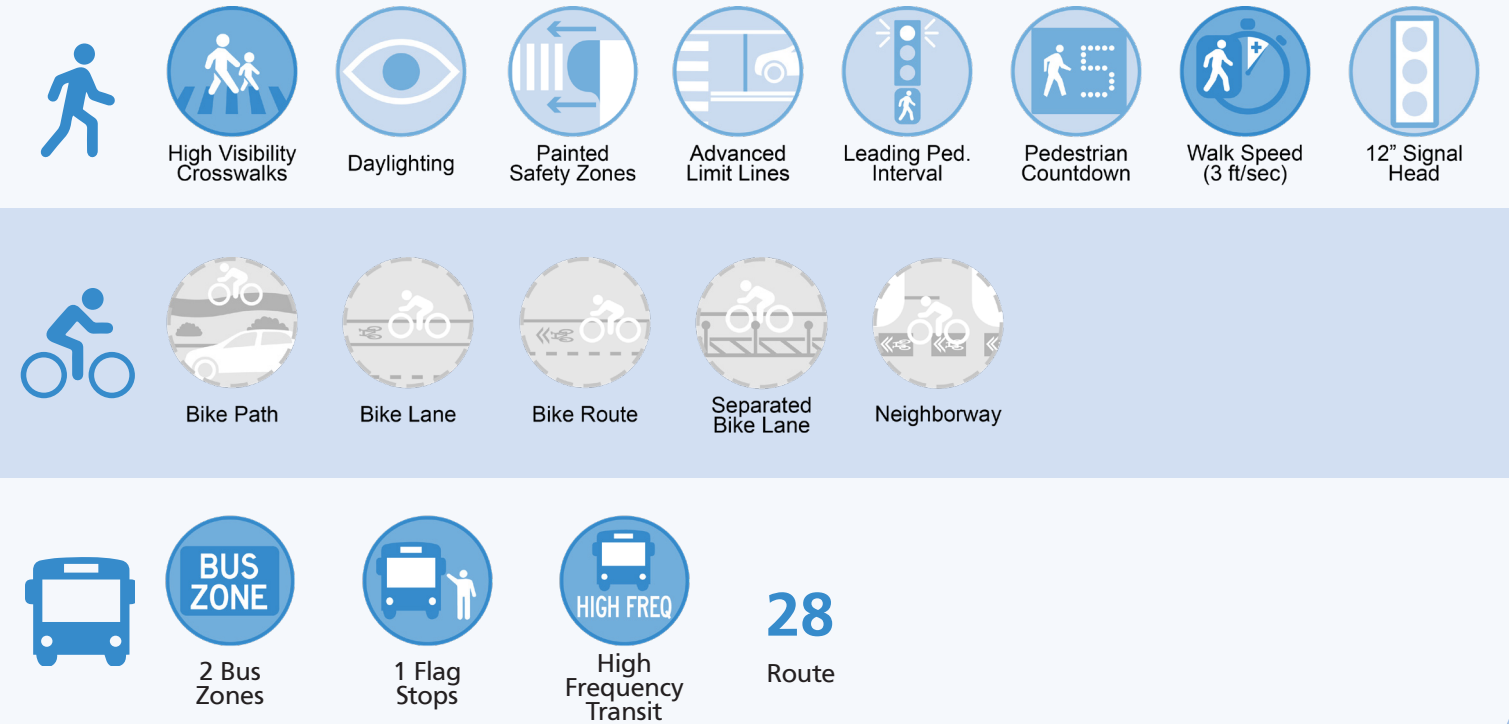 High Visibility
Crosswalks
Daylighting
Painted
Safety Zones
Advanced
Limit Lines
Leading Ped.
Interval
5
Pedestrian
Countdown
Walk Speed
(3 ft/sec)
12” Signal
Head
Bike Path
Bike Lane
Bike Route
Separated
Bike Lane
Neighborway
BUS
ZONE
2 Bus
Zones
1 Flag
Stops
HIGH FREQ
High
Frequency
Transit
28
Route